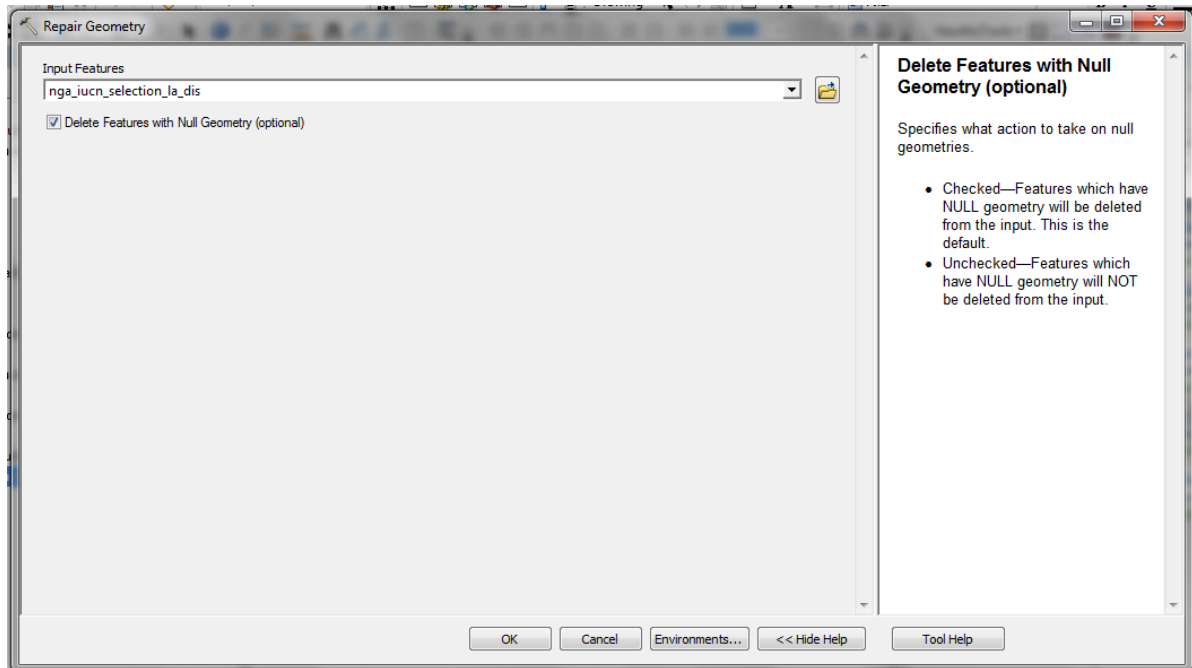 Repair Geometry
Input Features
nga_iucn_selection_la_dis
Delete Features with Null Geometry (optional)
Delete Features with Null
Geometry (optional)
Specifies what action to take on null
geometries.
• Checked—Features which have
NULL geometry will be deleted
from the input. This is the
default.
• Unchecked—Features which
have NULL geometry will NOT
be deleted from the input.
OK
Cancel
Environments...
<< Hide Help
Tool Help